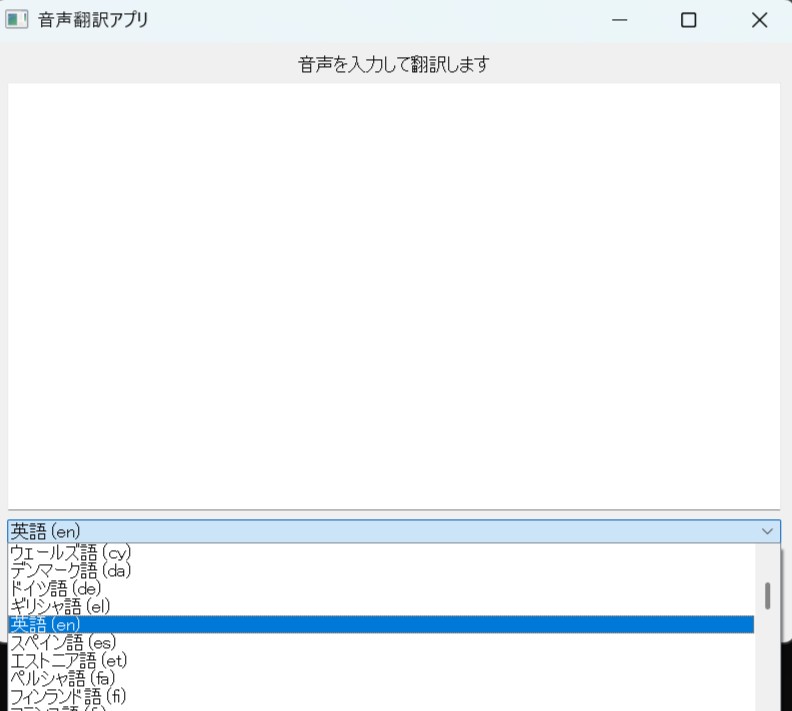 音声翻訳アプリ
音声を入力して翻訳します
英語 (en)
ウェールズ語 (cy)
デンマーク語 (da)
ドイツ語 (de)
ギリシャ語 (el)
英語 (en)
スペイン語 (es)
エストニア語 (et)
ペルシャ語 (fa)
フィンランド語 (fi)